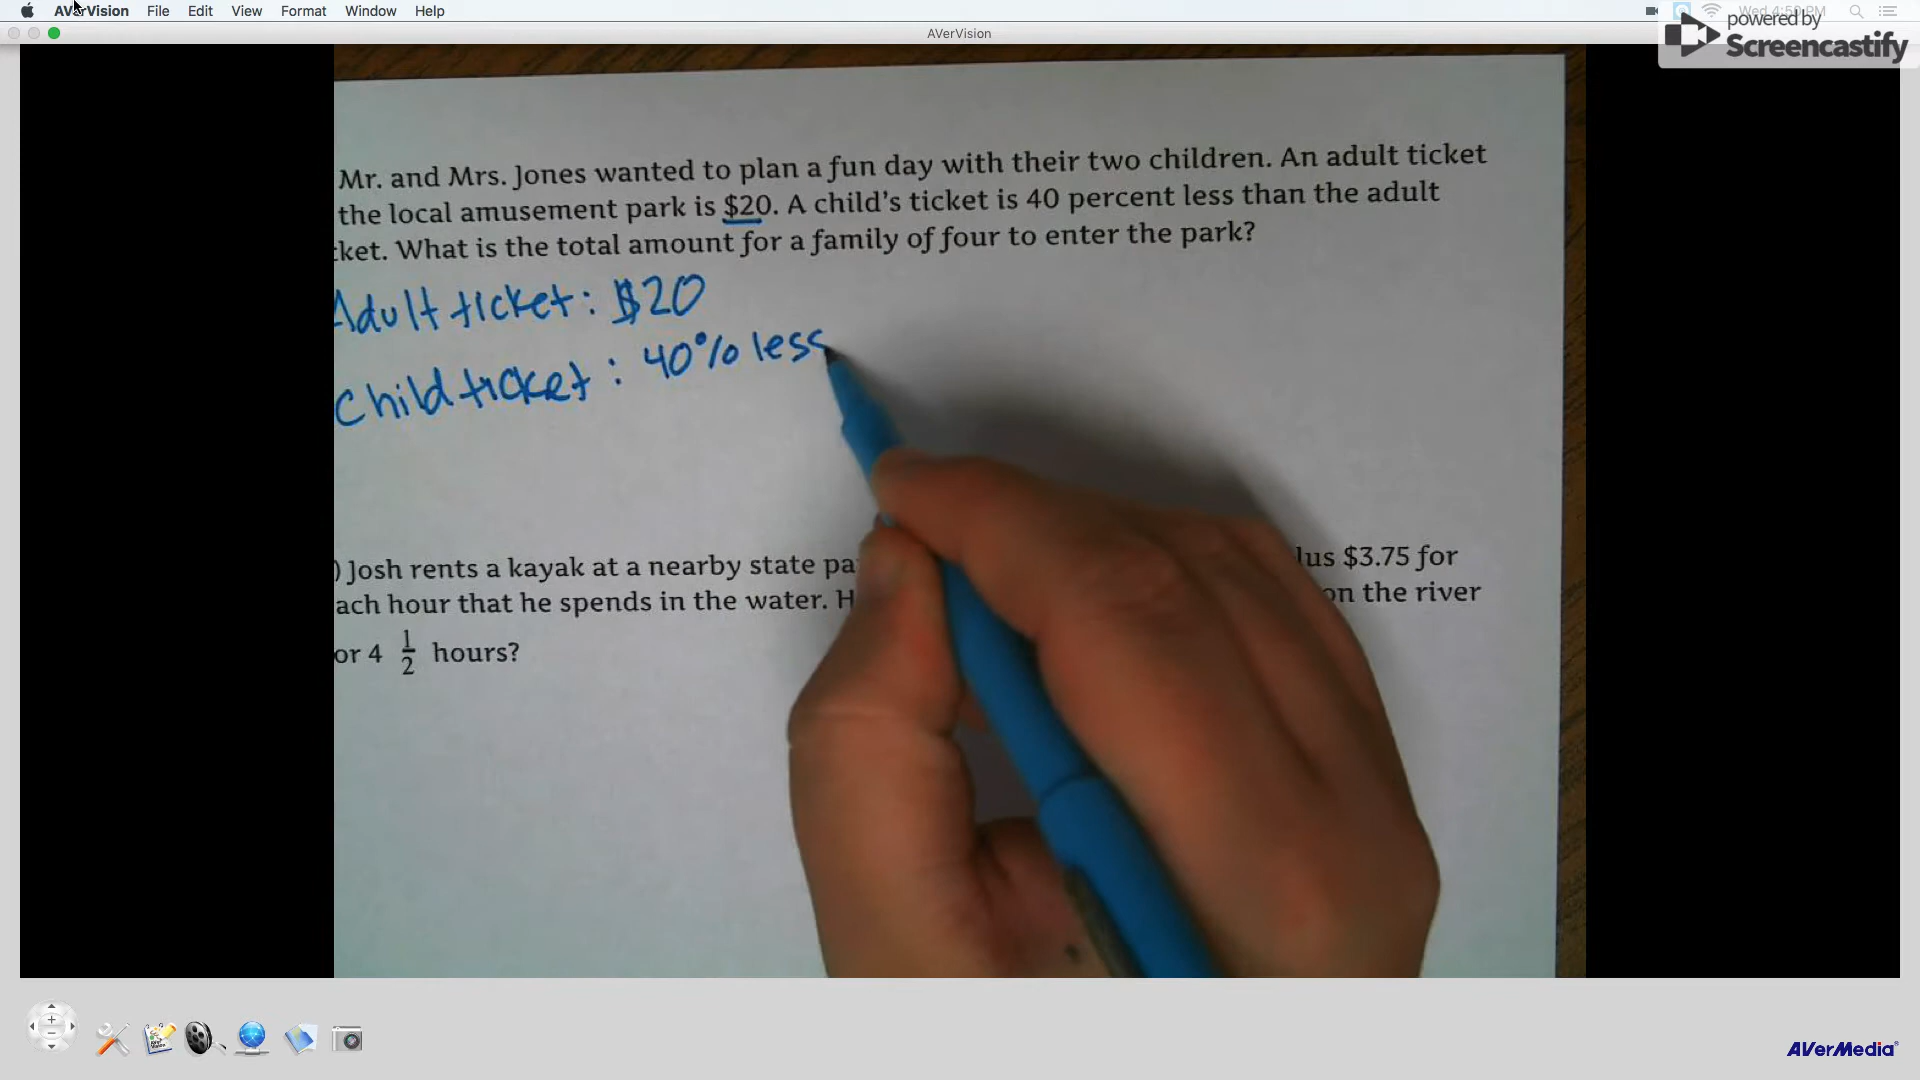 AVerVision File Edit View Format Window Help
AVerVision
powered by
Screencastify
Mr. and Mrs. Jones wanted to plan a fun day with their two children. An adult ticket
the local amusement park is $20. A child's ticket is 40 percent less than the adult
ket. What is the total amount for a family of four to enter the park?
Adult ticket: $20
Child ticket: 40% less
) Josh rents a kayak at a nearby state pa lus $3.75 for
ach hour that he spends in the water. H on the river
or 4 1/2 hours?
AVerMedia